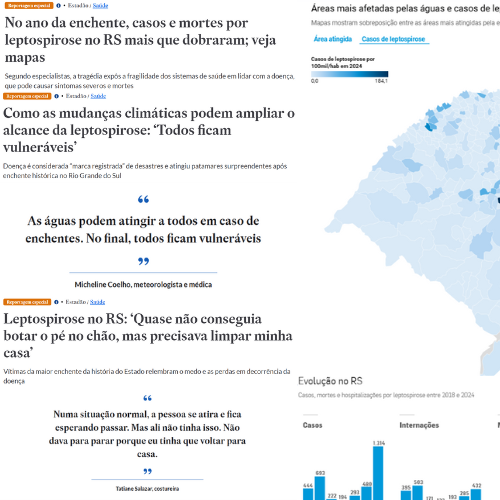 Reportagem especial • Estadão / Saúde
No ano da enchente, casos e mortes por
leptospirose no RS mais que dobraram; veja
mapas
Segundo especialistas, a tragédia expôs a fragilidade dos sistemas de saúde em lidar com a doença,
que pode causar sintomas severos e mortes
Reportagem especial • Estadão / Saúde
Como as mudanças climáticas podem ampliar o
alcance da leptospirose: ‘Todos ficam
vulneráveis’
Doença é considerada “marca registrada” de desastres e atingiu patamares surpreendentes após
enchente histórica no Rio Grande do Sul
“
As águas podem atingir a todos em caso de
enchentes. No final, todos ficam vulneráveis
”
Micheline Coelho, meteorologista e médica
Reportagem especial • Estadão / Saúde
Leptospirose no RS: ‘Quase não conseguia
botar o pé no chão, mas precisava limpar minha
casa’
Vítimas da maior enchente da história do Estado relembram o medo e as perdas em decorrência da
doença
“
Numa situação normal, a pessoa se atira e fica
esperando passar. Mas ali não tinha isso. Não
dava para parar porque eu tinha que voltar para
casa.
”
Tatiane Salazar, costureira
Áreas mais afetadas pelas águas e casos de le
Mapas mostram sobreposição entre as áreas mais atingidas pela e
Área atingida Casos de leptospirose
Casos de leptospirose por
100mil/hab em 2024
0,0 184,1
Evolução no RS
Casos, mortes e hospitalizações por leptospirose entre 2018 e 2024
Casos Internações
444 693 222 194 293 489 1.314
395 583 193 285 432